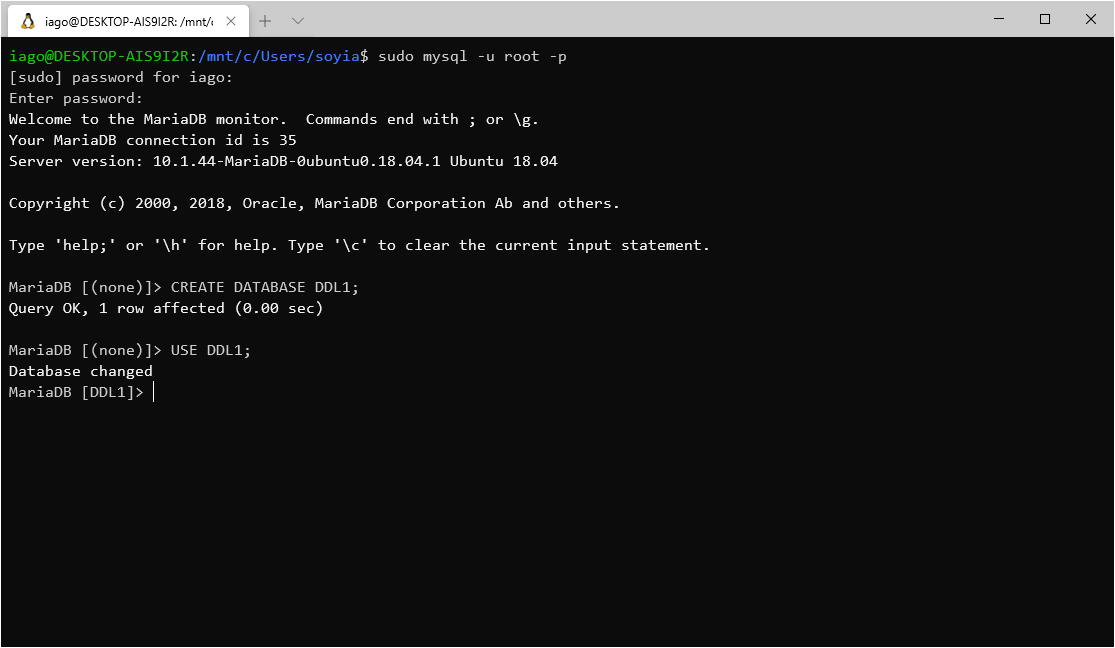 iago@DESKTOP-AIS9I2R: /mnt/c
iago@DESKTOP-AIS9I2R:/mnt/c/Users/soyia$ sudo mysql -u root -p
[sudo] password for iago:
Enter password:
Welcome to the MariaDB monitor.  Commands end with ; or \g.
Your MariaDB connection id is 35
Server version: 10.1.44-MariaDB-0ubuntu0.18.04.1 Ubuntu 18.04
Copyright (c) 2000, 2018, Oracle, MariaDB Corporation Ab and others.
Type 'help;' or '\h' for help. Type '\c' to clear the current input statement.
MariaDB [(none)]> CREATE DATABASE DDL1;
Query OK, 1 row affected (0.00 sec)
MariaDB [(none)]> USE DDL1;
Database changed
MariaDB [DDL1]>